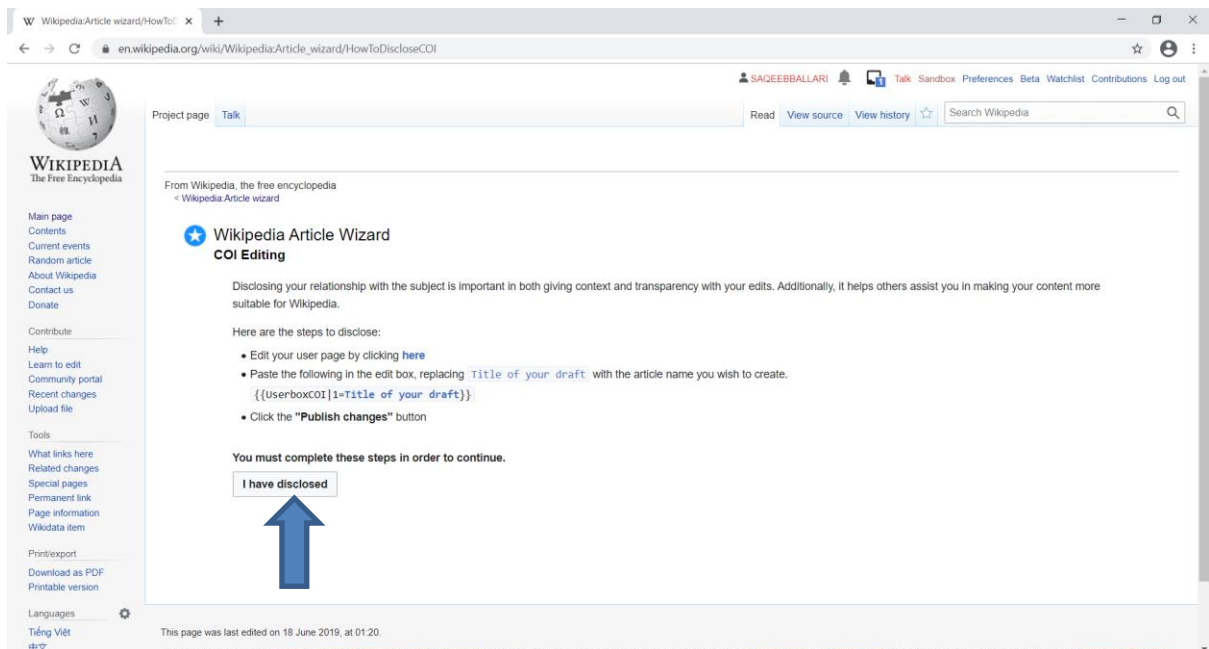 Wikipedia:Article wizard/HowToD
en.wikipedia.org/wiki/Wikipedia:Article_wizard/HowToDiscloseCOI
SAQEEBBALLARI 1 Talk Sandbox Preferences Beta Watchlist Contributions Log out
Project page Talk Read View source View history Search Wikipedia
WIKIPEDIA
The Free Encyclopedia
From Wikipedia, the free encyclopedia
< Wikipedia:Article wizard
Main page
Contents
Current events
Random article
About Wikipedia
Contact us
Donate
Contribute
Help
Learn to edit
Community portal
Recent changes
Upload file
Tools
What links here
Related changes
Special pages
Permanent link
Page information
Wikidata item
Print/export
Download as PDF
Printable version
Languages
Tiếng Việt
中文
Wikipedia Article Wizard
COI Editing
Disclosing your relationship with the subject is important in both giving context and transparency with your edits. Additionally, it helps others assist you in making your content more
suitable for Wikipedia.
Here are the steps to disclose:
• Edit your user page by clicking here
• Paste the following in the edit box, replacing Title of your draft with the article name you wish to create.
{{UserboxCOI|1=Title of your draft}}
• Click the "Publish changes" button
You must complete these steps in order to continue.
I have disclosed
This page was last edited on 18 June 2019, at 01:20.